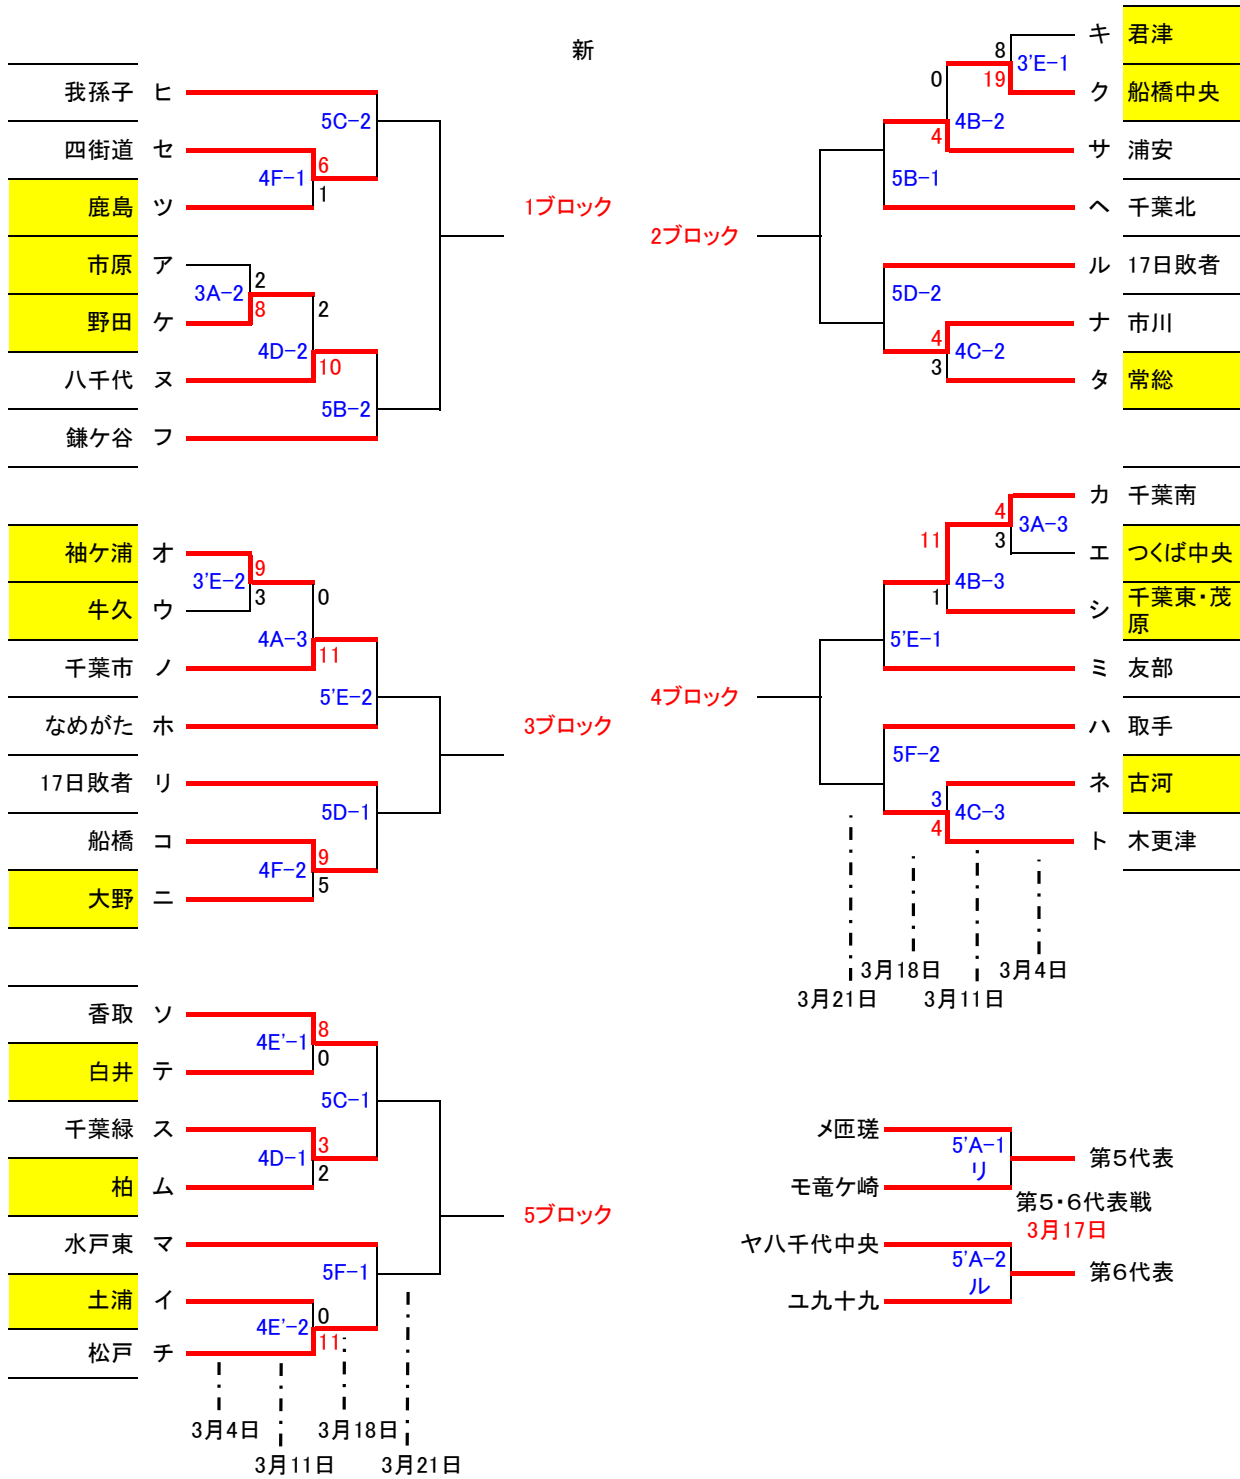 新
我孫子 ヒ
5C-2
四街道 セ
6
4F-1
1
鹿島 ツ
1ブロック
市原 ア
2
3A-2
8
2
野田 ケ
4D-2
10
八千代 ヌ
5B-2
鎌ケ谷 フ
8
キ 君津
3'E-1
0
19
ク 船橋中央
4B-2
4
サ 浦安
5B-1
ヘ 千葉北
2ブロック
ル 17日敗者
5D-2
4
ナ 市川
4C-2
3
タ 常総
袖ケ浦 オ
9
3'E-2
3
0
牛久 ウ
4A-3
11
千葉市 ノ
5'E-2
なめがた ホ
3ブロック
17日敗者 リ
5D-1
船橋 コ
9
4F-2
5
大野 ニ
カ 千葉南
4
3A-3
11
3
エ つくば中央
4B-3
1
シ 千葉東・茂
原
5'E-1
ミ 友部
4ブロック
ハ 取手
5F-2
ネ 古河
3
4C-3
4
ト 木更津
3月18日
3月4日
3月21日
3月11日
香取 ソ
8
4E'-1
0
白井 テ
5C-1
千葉緑 ス
3
4D-1
2
柏 ム
5ブロック
水戸東 マ
5F-1
土浦 イ
0
4E'-2
11
松戸 チ
3月4日
3月18日
3月11日
3月21日
メ匝瑳
5'A-1
リ
第5代表
モ竜ケ崎
第5・6代表戦
3月17日
ヤ八千代中央
5'A-2
ル
第6代表
ユ九十九